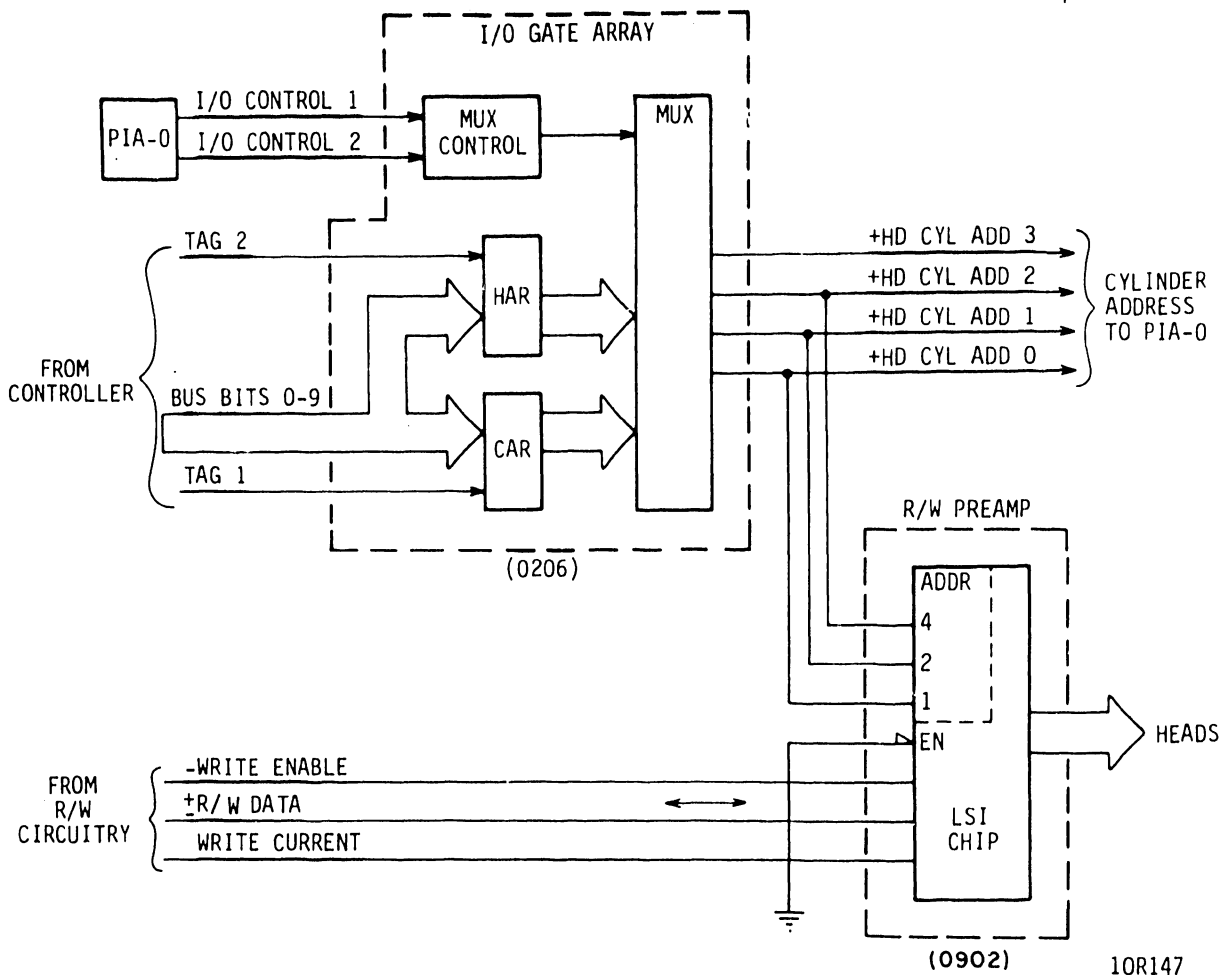 I/O GATE ARRAY
PIA-0
I/O CONTROL 1
I/O CONTROL 2
MUX
CONTROL
MUX
TAG 2
HAR
FROM
CONTROLLER
BUS BITS 0-9
CAR
TAG 1
(0206)
+HD CYL ADD 3
+HD CYL ADD 2
+HD CYL ADD 1
+HD CYL ADD 0
CYLINDER
ADDRESS
TO PIA-0
R/W PREAMP
ADDR
4
2
1
EN
LSI
CHIP
HEADS
FROM
R/W
CIRCUITRY
-WRITE ENABLE
±R/W DATA
WRITE CURRENT
(0902)
10R147